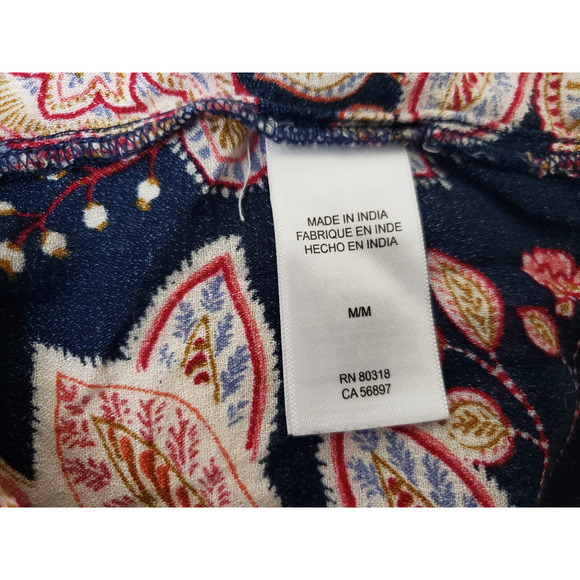 MADE IN INDIA
FABRIQUE EN INDE
HECHO EN INDIA
M/M
RN 80318
CA 56897